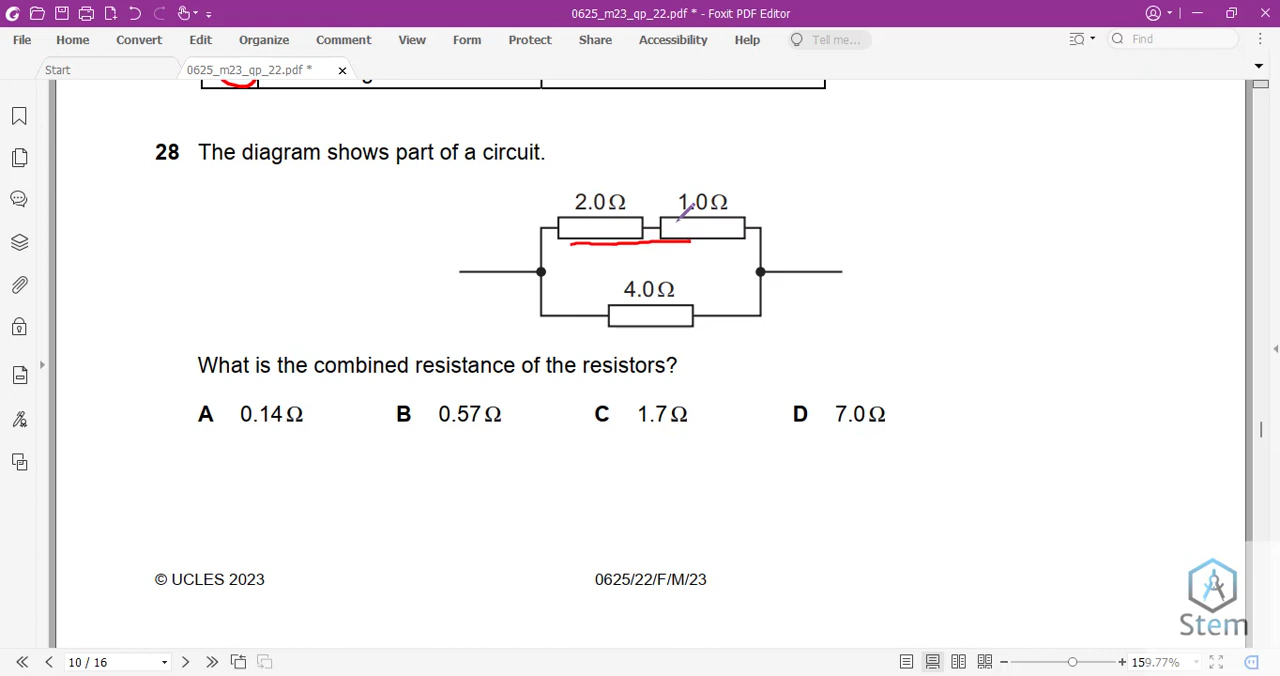 0625_m23_qp_22.pdf * - Foxit PDF Editor
File Home Convert Edit Organize Comment View Form Protect Share Accessibility Help Tell me... Find
Start 0625_m23_qp_22.pdf *
28 The diagram shows part of a circuit.
2.0 Ω 1.0 Ω
4.0 Ω
What is the combined resistance of the resistors?
A 0.14 Ω B 0.57 Ω C 1.7 Ω D 7.0 Ω
© UCLES 2023 0625/22/F/M/23
Stem
10 / 16 159.77%